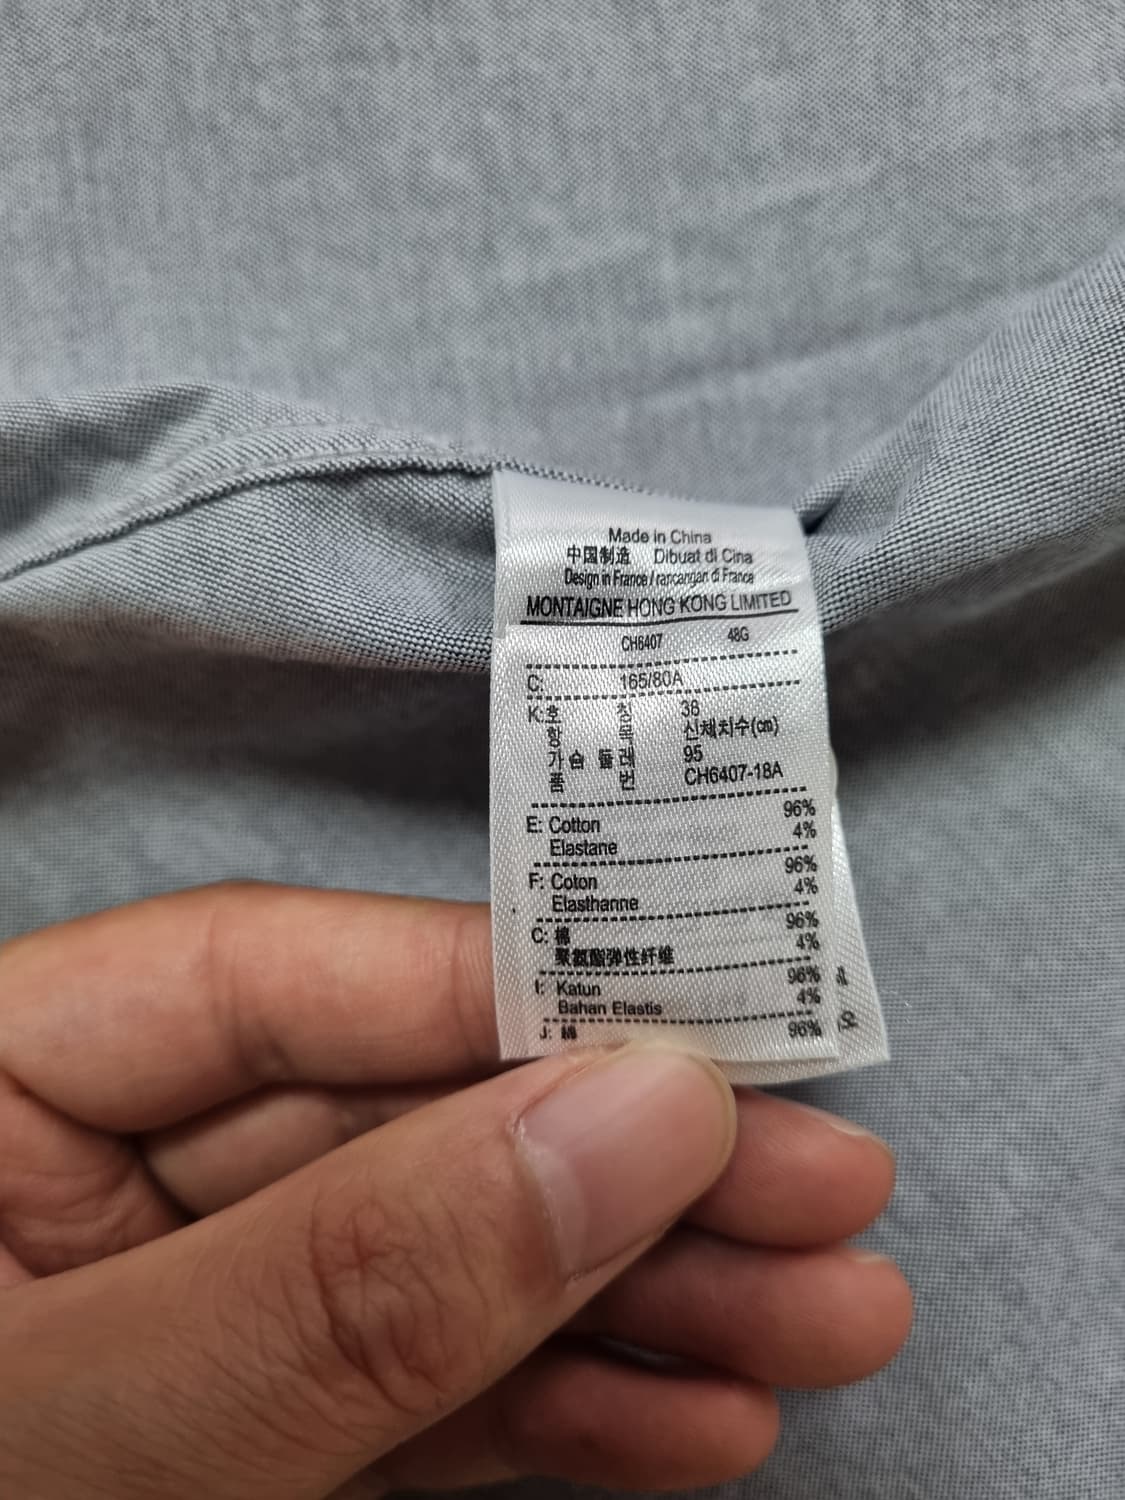 Made in China
中国制造 Dibuat di Cina
Design in France / rancangan di France
MONTAIGNE HONG KONG LIMITED
CH6407 48G
C: 165/80A
K:호 칭 38
항 목 신체치수(㎝)
가슴 둘레 95
품 번 CH6407-18A
E: Cotton 96%
Elastane 4%
F: Coton 96%
Elasthanne 4%
C: 棉 96%
聚氨酯弹性纤维 4%
I: Katun 96%
Bahan Elastis 4%
J: 綿 96%